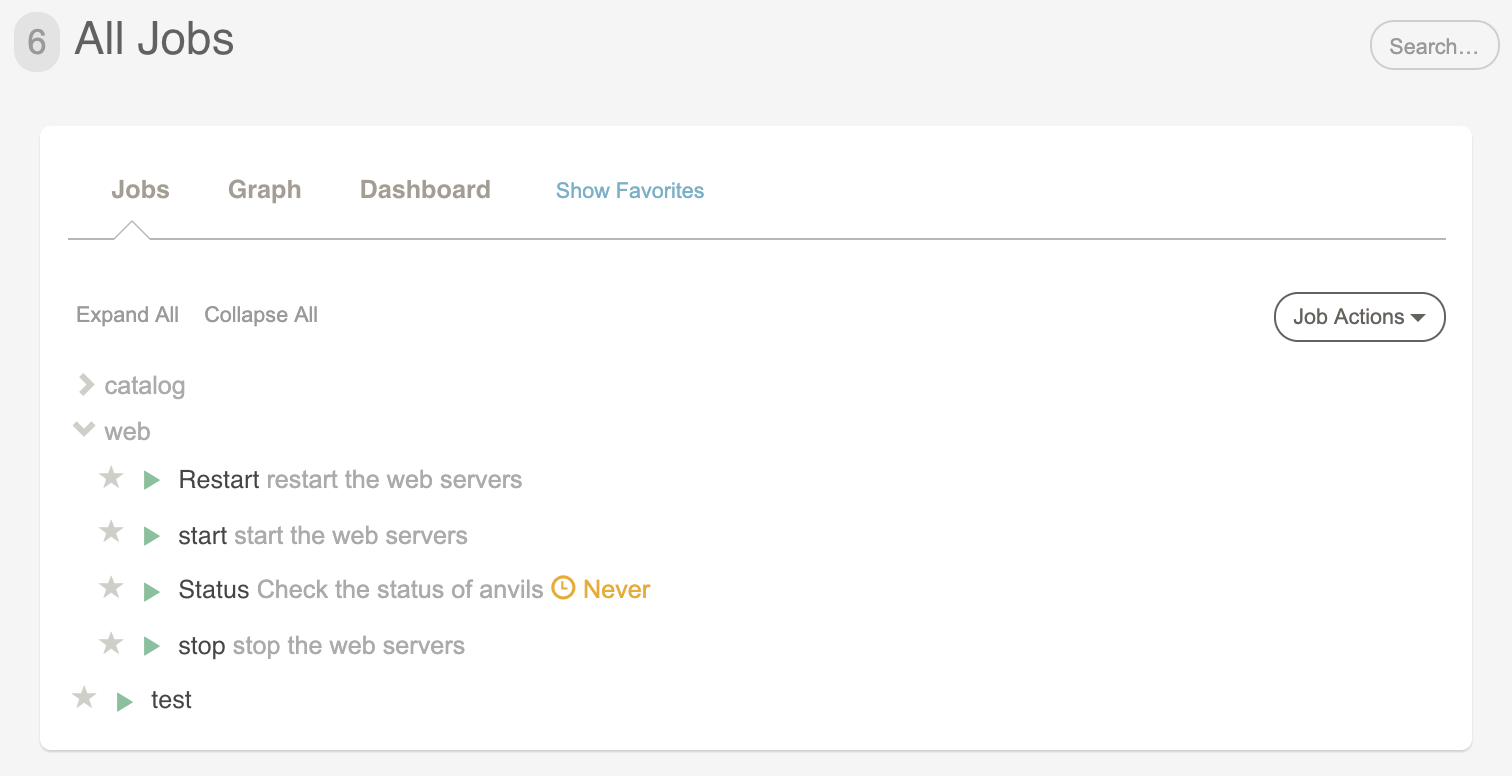 6 All Jobs
Search…
Jobs Graph Dashboard Show Favorites
Expand All Collapse All
Job Actions
catalog
web
Restart restart the web servers
start start the web servers
Status Check the status of anvils Never
stop stop the web servers
test